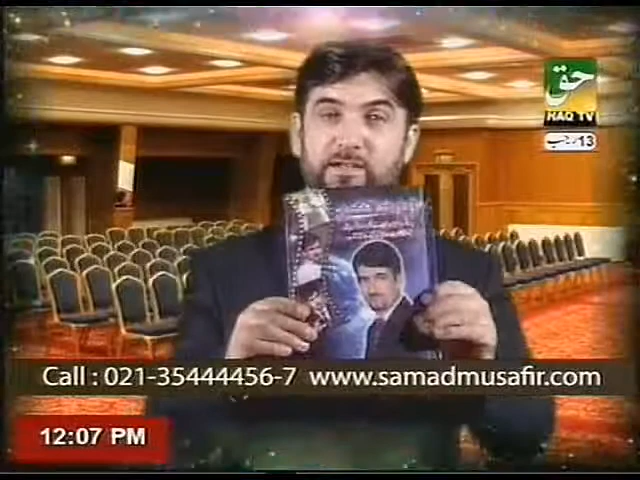 حق
HAQ TV
13 رجب
Call : 021-35444456-7 www.samadmusafir.com
12:07 PM